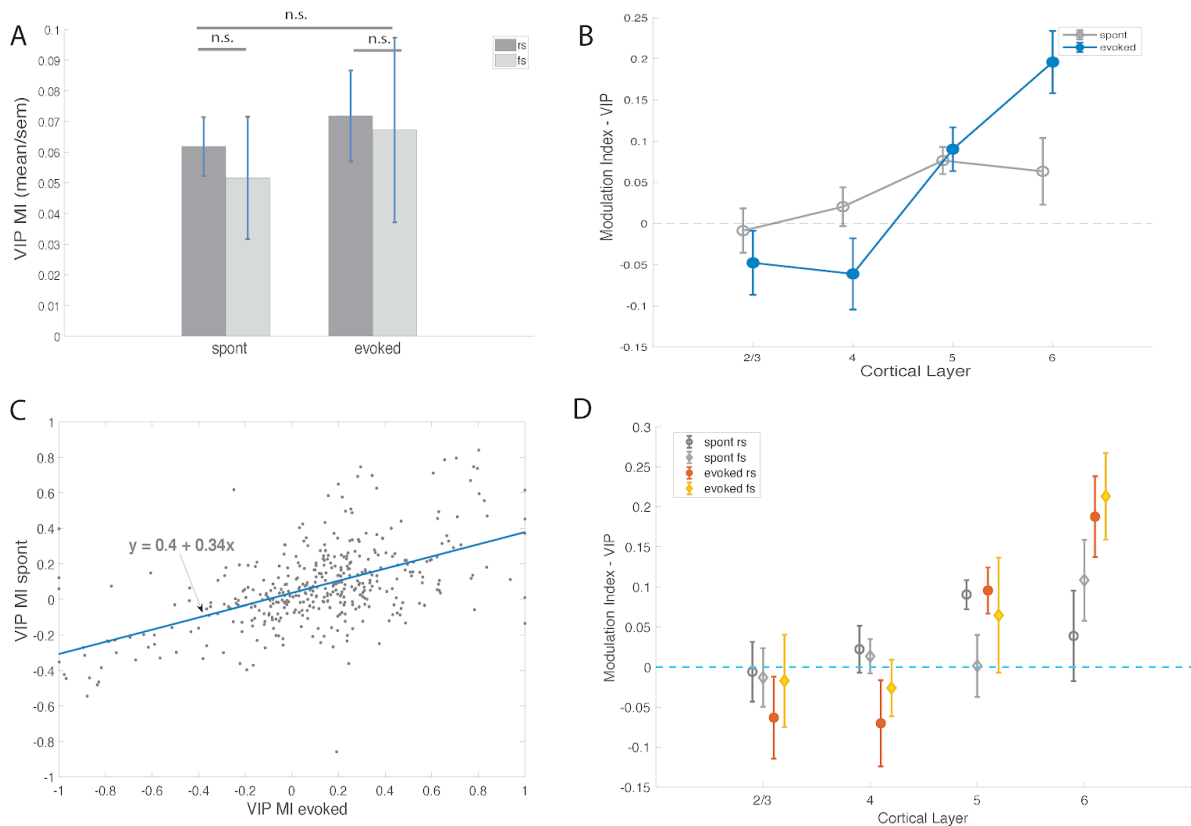 A
n.s.
n.s.
n.s.
rs
fs
VIP MI (mean/sem)
0.1
0.09
0.08
0.07
0.06
0.05
0.04
0.03
0.02
0.01
0
spont
evoked
B
spont
evoked
Modulation Index - VIP
0.25
0.2
0.15
0.1
0.05
0
-0.05
-0.1
-0.15
2/3 4 5 6
Cortical Layer
C
VIP MI spont
1
0.8
0.6
0.4
0.2
0
-0.2
-0.4
-0.6
-0.8
-1
y = 0.4 + 0.34x
-1 -0.8 -0.6 -0.4 -0.2 0 0.2 0.4 0.6 0.8 1
VIP MI evoked
D
spont rs
spont fs
evoked rs
evoked fs
Modulation Index - VIP
0.3
0.25
0.2
0.15
0.1
0.05
0
-0.05
-0.1
-0.15
2/3 4 5 6
Cortical Layer